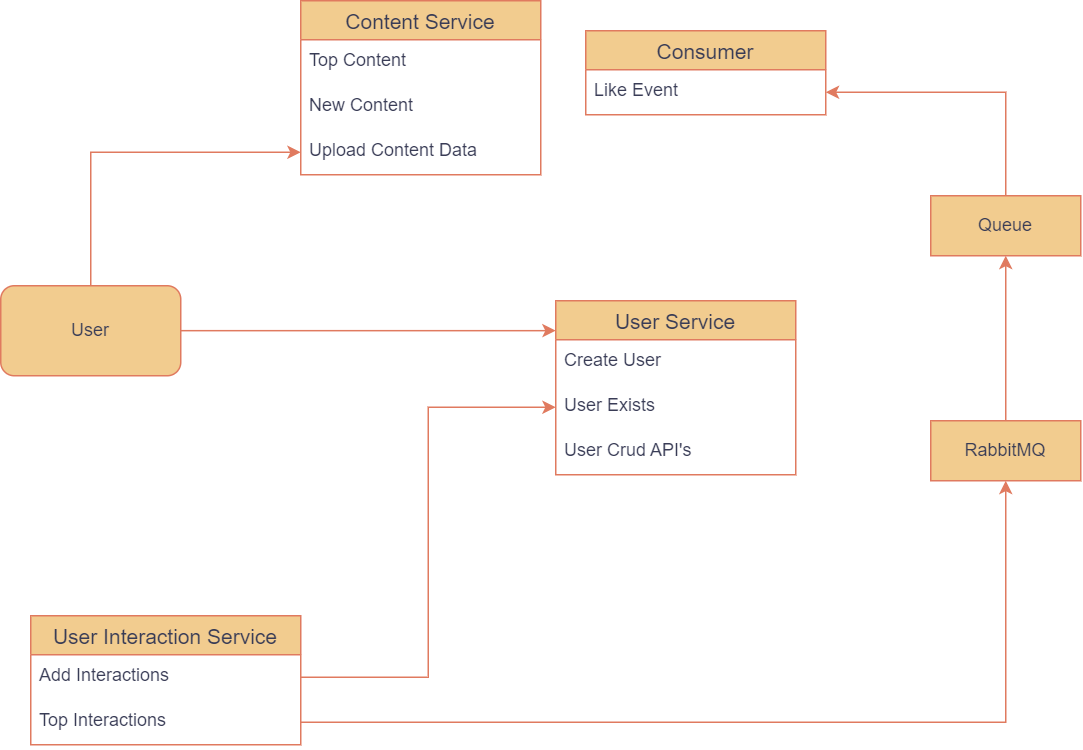 Content Service
Top Content
New Content
Upload Content Data
Consumer
Like Event
Queue
User
User Service
Create User
User Exists
User Crud API's
RabbitMQ
User Interaction Service
Add Interactions
Top Interactions